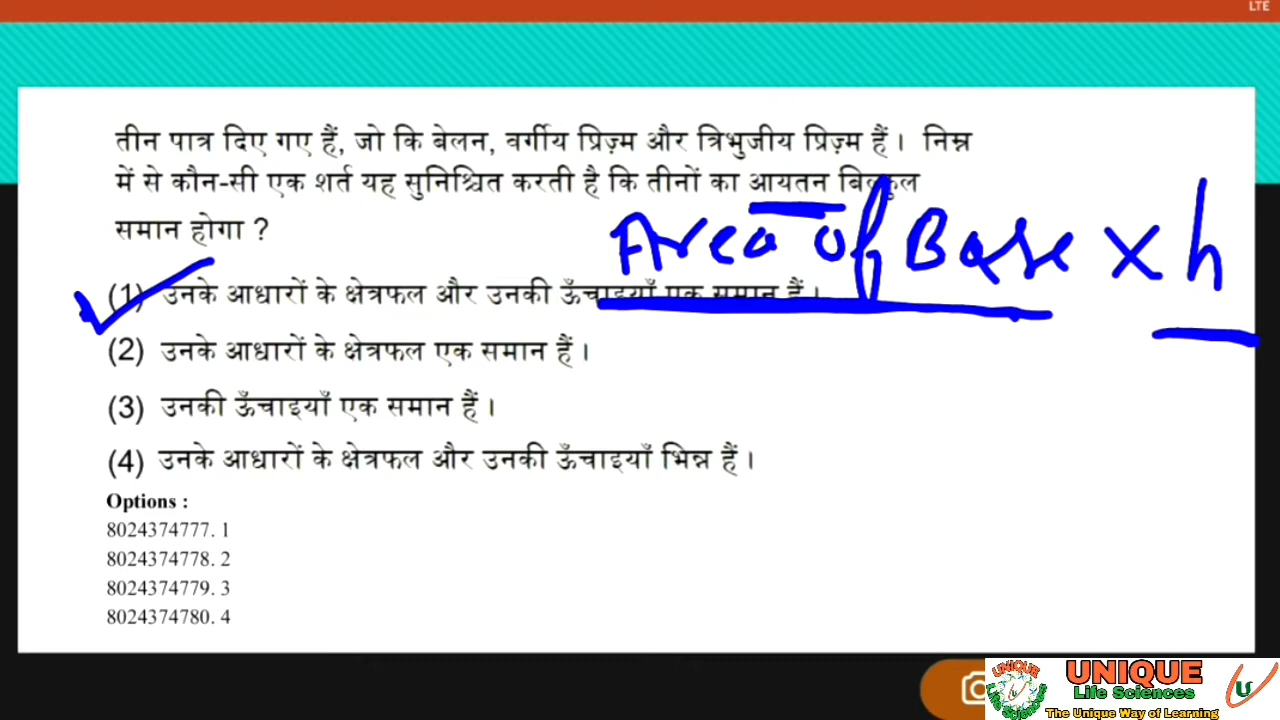 LTE
तीन पात्र दिए गए हैं, जो कि बेलन, वर्गीय प्रिज़्म और त्रिभुजीय प्रिज़्म हैं। निम्न
में से कौन-सी एक शर्त यह सुनिश्चित करती है कि तीनों का आयतन बिल्कुल
समान होगा ?
Area of Base × h
(1) उनके आधारों के क्षेत्रफल और उनकी ऊँचाइयाँ एक समान हैं।
(2) उनके आधारों के क्षेत्रफल एक समान हैं।
(3) उनकी ऊँचाइयाँ एक समान हैं।
(4) उनके आधारों के क्षेत्रफल और उनकी ऊँचाइयाँ भिन्न हैं।
Options :
8024374777. 1
8024374778. 2
8024374779. 3
8024374780. 4
UNIQUE
Life Sciences
The Unique Way of Learning